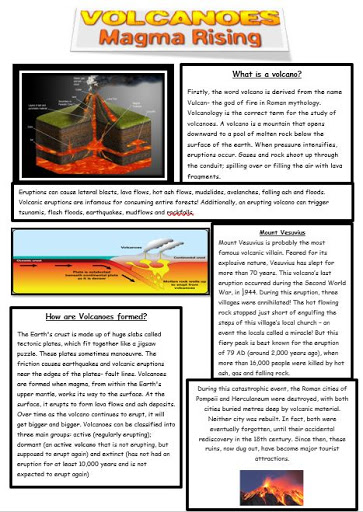 VOLCANOES
Magma Rising
What is a volcano?
Firstly, the word volcano is derived from the name
Vulcan- the god of fire in Roman mythology.
Volcanology is the correct term for the study of
volcanoes. A volcano is a mountain that opens
downward to a pool of molten rock below the
surface of the earth. When pressure intensifies,
eruptions occur. Gases and rock shoot up through
the conduit; spilling over or filling the air with lava
fragments.
Eruptions can cause lateral blasts, lava flows, hot ash flows, mudslides, avalanches, falling ash and floods.
Volcanic eruptions are infamous for consuming entire forests! Additionally, an erupting volcano can trigger
tsunamis, flash floods, earthquakes, mudflows and rockfalls.
Volcanoes
Mount Vesuvius
Mount Vesuvius is probably the most
famous volcanic villain. Feared for its
explosive nature, Vesuvius has slept for
more than 70 years. This volcano's last
eruption occurred during the Second World
War, in 1944. During this eruption, three
villages were annihilated! The hot flowing
rock stopped just short of engulfing the
steps of this village's local church – an
event the locals called a miracle! But this
fiery peak is best known for the eruption
of 79 AD (around 2,000 years ago), when
more than 16,000 people were killed by hot
ash, gas and falling rock.
How are Volcanoes formed?
The Earth's crust is made up of huge slabs called
tectonic plates, which fit together like a jigsaw
puzzle. These plates sometimes manoeuvre. The
friction causes earthquakes and volcanic eruptions
near the edges of the plates- fault lines. Volcanoes
are formed when magma, from within the Earth's
upper mantle, works its way to the surface. At the
surface, it erupts to form lava flows and ash deposits.
Over time as the volcano continues to erupt, it will
get bigger and bigger. Volcanoes can be classified into
three main groups: active (regularly erupting);
dormant (an active volcano that is not erupting, but
supposed to erupt again) and extinct (has not had an
eruption for at least 10,000 years and is not
expected to erupt again)
During this catastrophic event, the Roman cities of
Pompeii and Herculaneum were destroyed, with both
cities buried metres deep by volcanic material.
Neither city was rebuilt. In fact, both were
eventually forgotten, until their accidental
rediscovery in the 18th century. Since then, these
ruins, now dug out, have become major tourist
attractions.